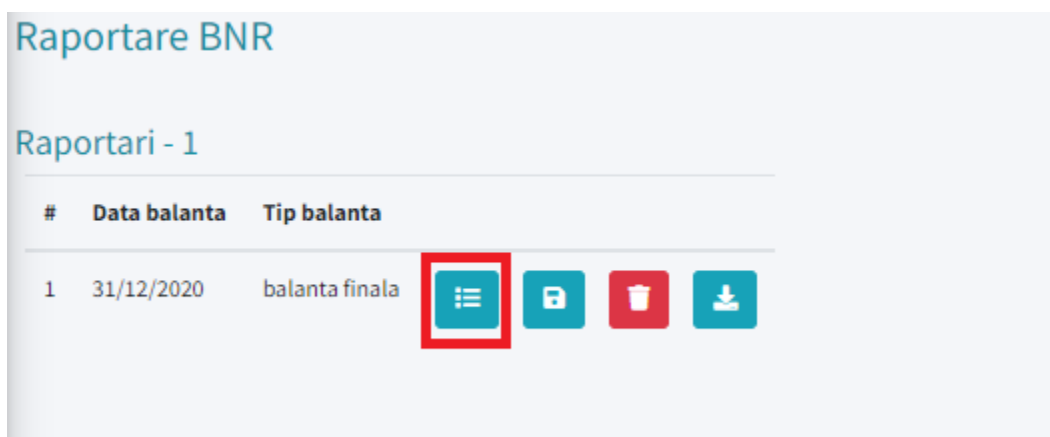 Raportare BNR
Raportari - 1
# Data balanta Tip balanta
1 31/12/2020 balanta finala